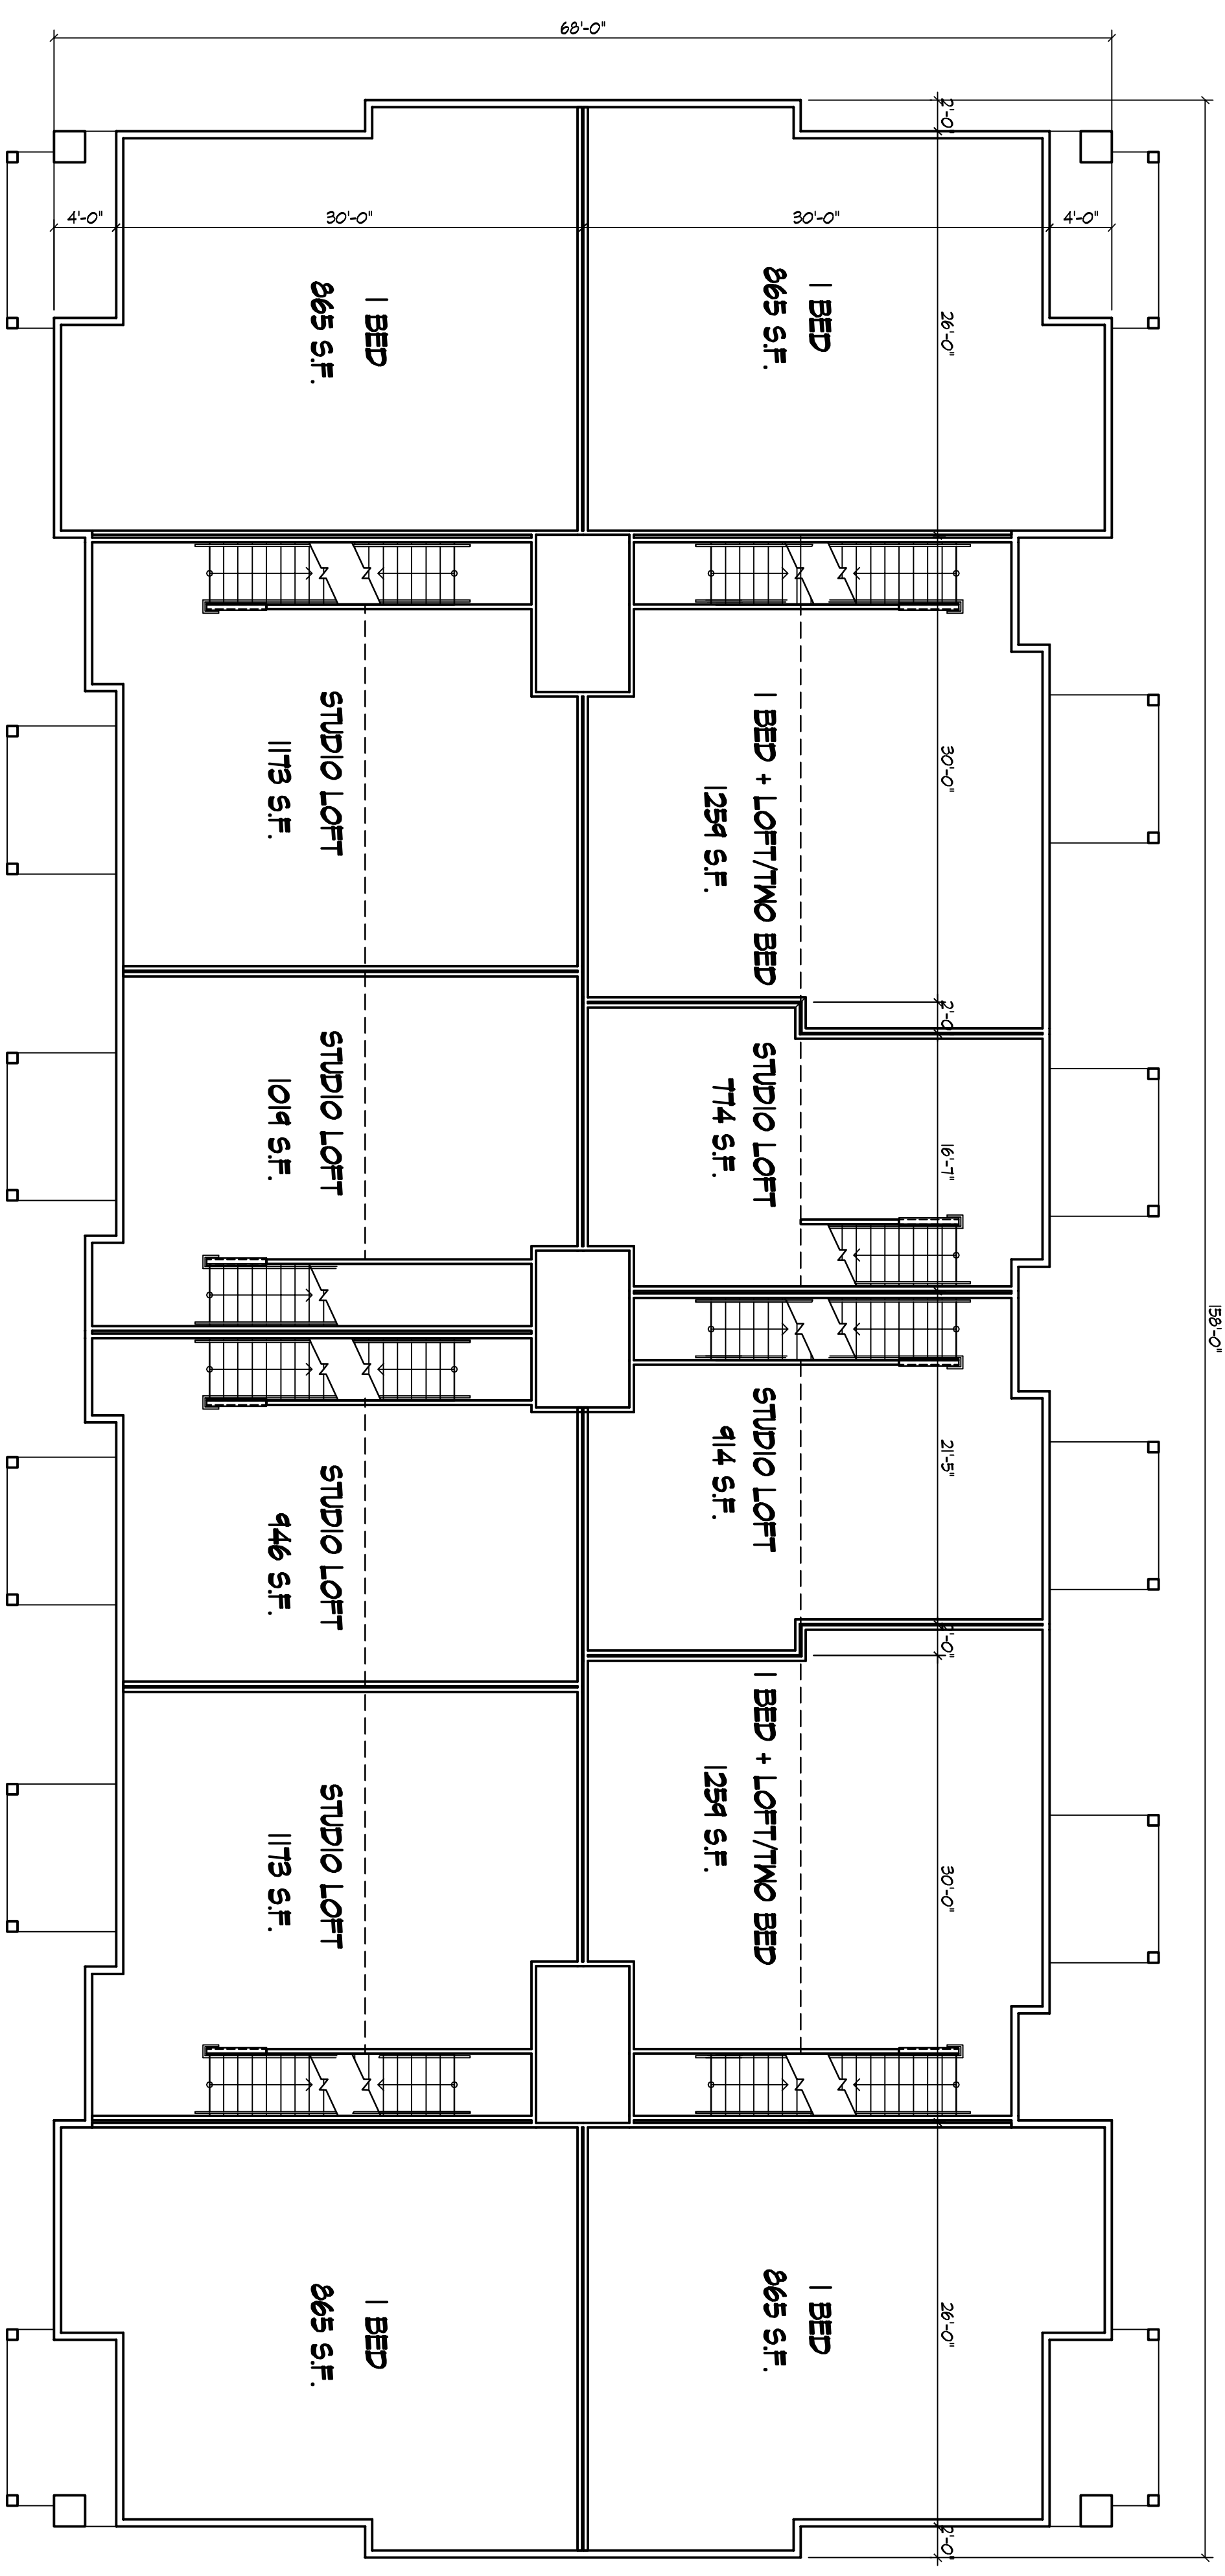 68'-0"
158'-0"
2'-0"
26'-0"
30'-0"
2'-0
16'-7"
21'-5"
2'-0"
30'-0"
26'-0"
2'-0"
4'-0"
30'-0"
30'-0"
4'-0"
1 BED
865 S.F.
1 BED + LOFT/TWO BED
1259 S.F.
STUDIO LOFT
774 S.F.
STUDIO LOFT
914 S.F.
1 BED + LOFT/TWO BED
1259 S.F.
1 BED
865 S.F.
1 BED
865 S.F.
STUDIO LOFT
1173 S.F.
STUDIO LOFT
1019 S.F.
STUDIO LOFT
946 S.F.
STUDIO LOFT
1173 S.F.
1 BED
865 S.F.